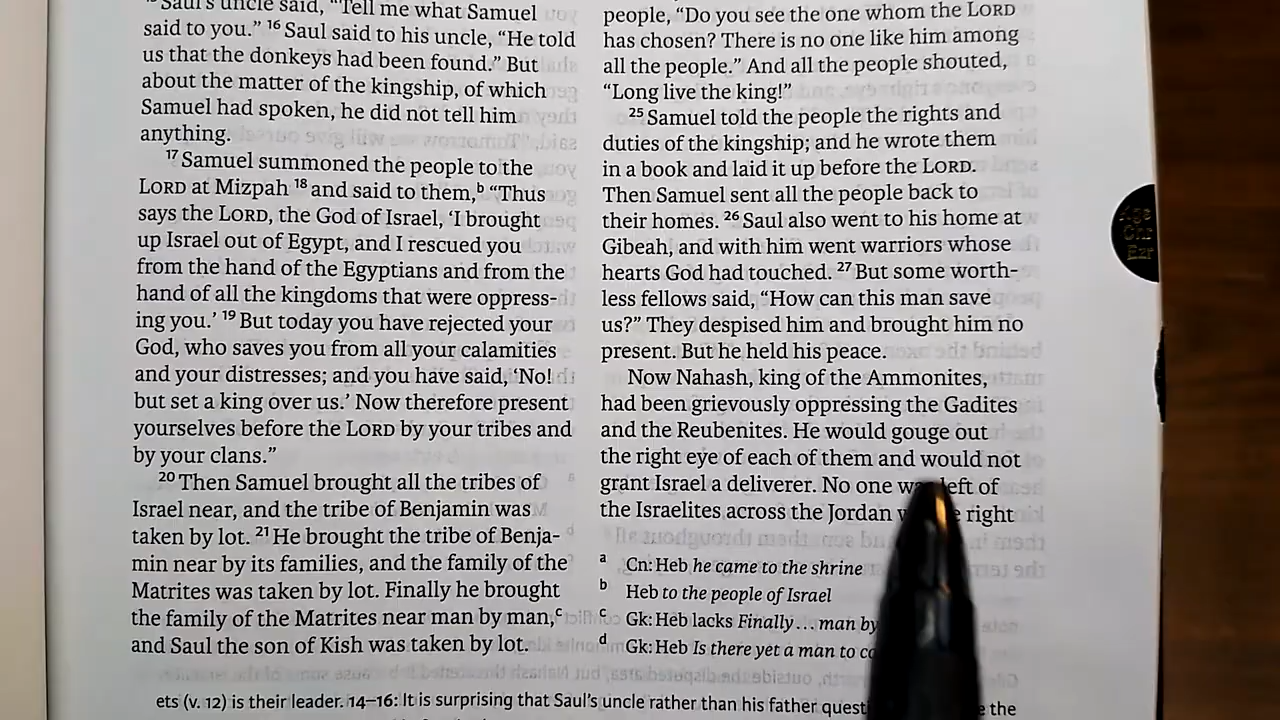 15 Saul's uncle said, "Tell me what Samuel
said to you." 16 Saul said to his uncle, "He told
us that the donkeys had been found." But
about the matter of the kingship, of which
Samuel had spoken, he did not tell him
anything.
17 Samuel summoned the people to the
LORD at Mizpah 18 and said to them,b "Thus
says the LORD, the God of Israel, 'I brought
up Israel out of Egypt, and I rescued you
from the hand of the Egyptians and from the
hand of all the kingdoms that were oppress-
ing you.' 19 But today you have rejected your
God, who saves you from all your calamities
and your distresses; and you have said, 'No!
but set a king over us.' Now therefore present
yourselves before the LORD by your tribes and
by your clans."
20 Then Samuel brought all the tribes of
Israel near, and the tribe of Benjamin was
taken by lot. 21 He brought the tribe of Benja-
min near by its families, and the family of the
Matrites was taken by lot. Finally he brought
the family of the Matrites near man by man,c
and Saul the son of Kish was taken by lot.
people, "Do you see the one whom the LORD
has chosen? There is no one like him among
all the people." And all the people shouted,
"Long live the king!"
25 Samuel told the people the rights and
duties of the kingship; and he wrote them
in a book and laid it up before the LORD.
Then Samuel sent all the people back to
their homes. 26 Saul also went to his home at
Gibeah, and with him went warriors whose
hearts God had touched. 27 But some worth-
less fellows said, "How can this man save
us?" They despised him and brought him no
present. But he held his peace.
Now Nahash, king of the Ammonites,
had been grievously oppressing the Gadites
and the Reubenites. He would gouge out
the right eye of each of them and would not
grant Israel a deliverer. No one was left of
the Israelites across the Jordan right
a Cn: Heb he came to the shrine
b Heb to the people of Israel
c Gk: Heb lacks Finally... man by
d Gk: Heb Is there yet a man to
ets (v. 12) is their leader. 14–16: It is surprising that Saul's uncle rather than his father the
Chr
Ezr